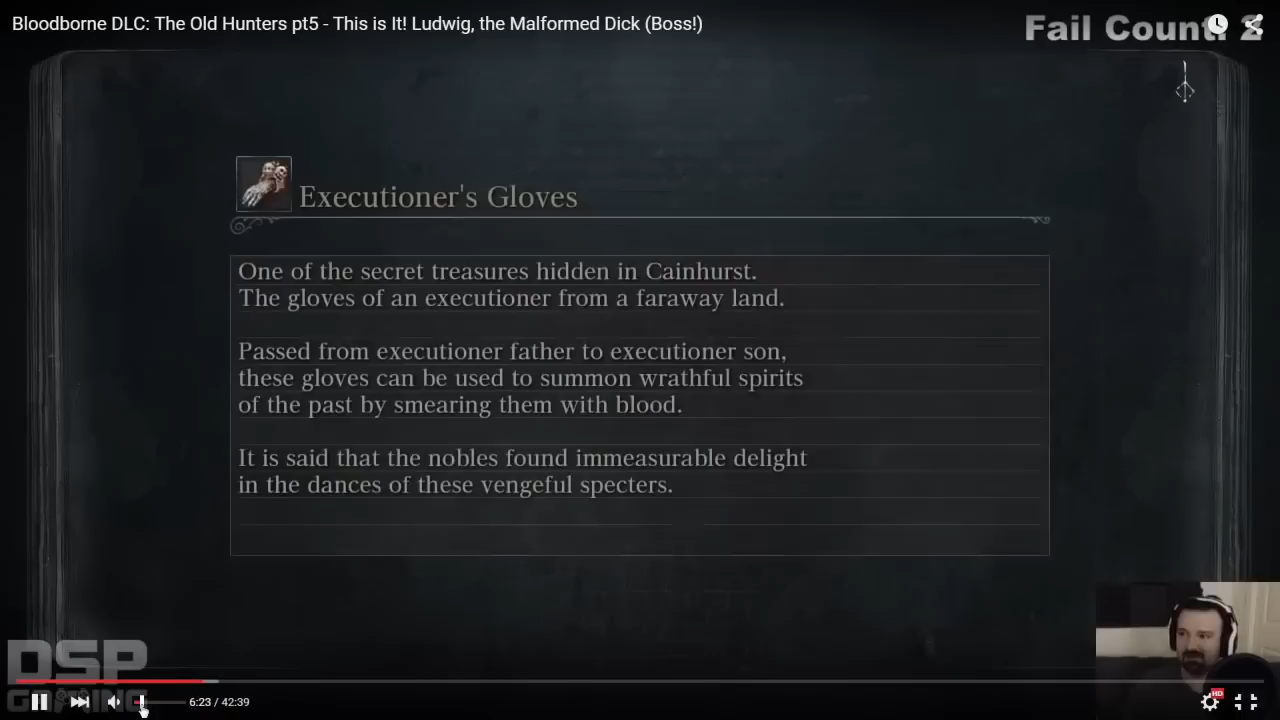 Bloodborne DLC: The Old Hunters pt5 - This is It! Ludwig, the Malformed Dick (Boss!)
Fail Count: 2
Executioner's Gloves
One of the secret treasures hidden in Cainhurst.
The gloves of an executioner from a faraway land.
Passed from executioner father to executioner son,
these gloves can be used to summon wrathful spirits
of the past by smearing them with blood.
It is said that the nobles found immeasurable delight
in the dances of these vengeful specters.
DSP
GAMING
6:23 / 42:39
HD